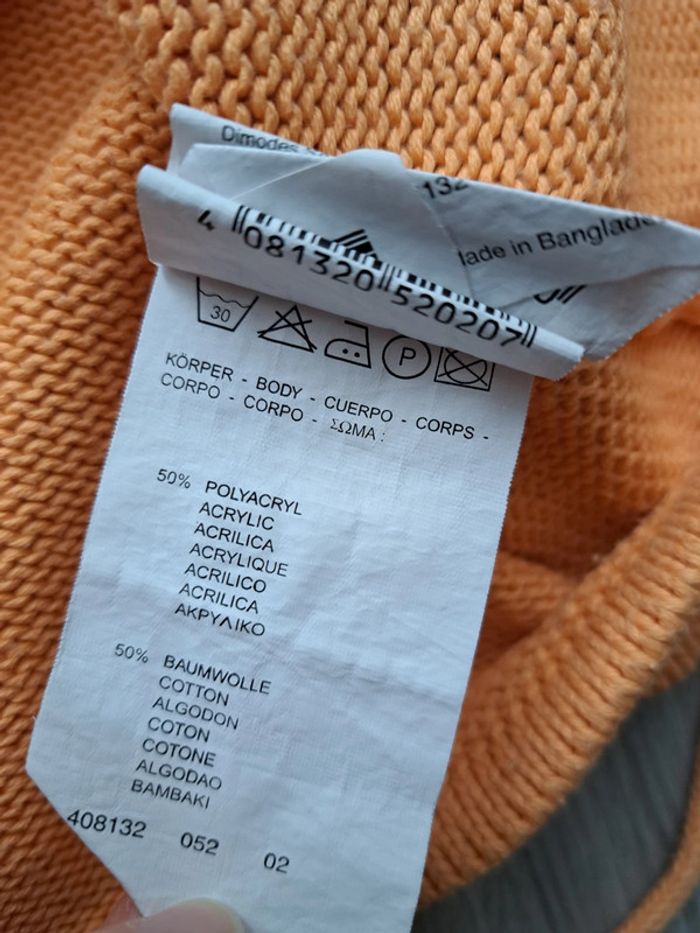 Dimodes
132
Made in Banglade
4 081320 520207
30
P
KÖRPER - BODY - CUERPO - CORPS -
CORPO - CORPO - ΣΩΜΑ :
50% POLYACRYL
ACRYLIC
ACRILICA
ACRYLIQUE
ACRILICO
ACRILICA
ΑΚΡΥΛΙΚΟ
50% BAUMWOLLE
COTTON
ALGODON
COTON
COTONE
ALGODAO
BAMBAKI
408132 052 02